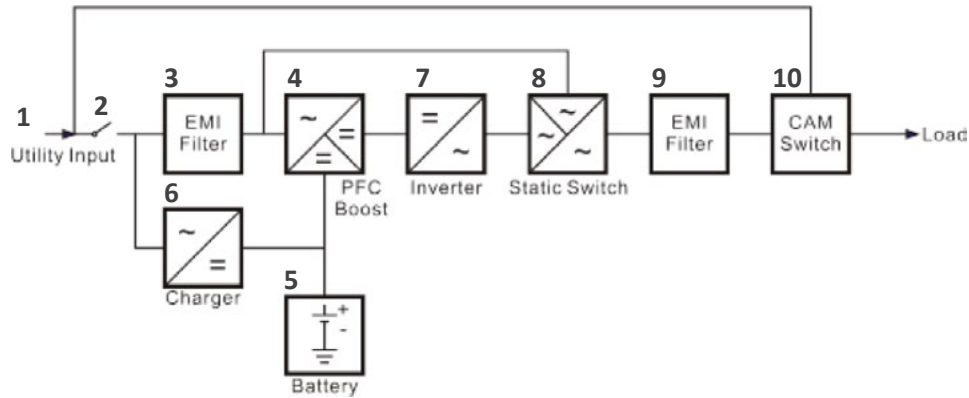 3
4
7
8
9
10
1
2
EMI
Filter
~
=
=
=
~
~
~
~
EMI
Filter
CAM
Switch
Load
Utility Input
PFC
Boost
Inverter
Static Switch
6
~
=
Charger
5
+
-
Battery